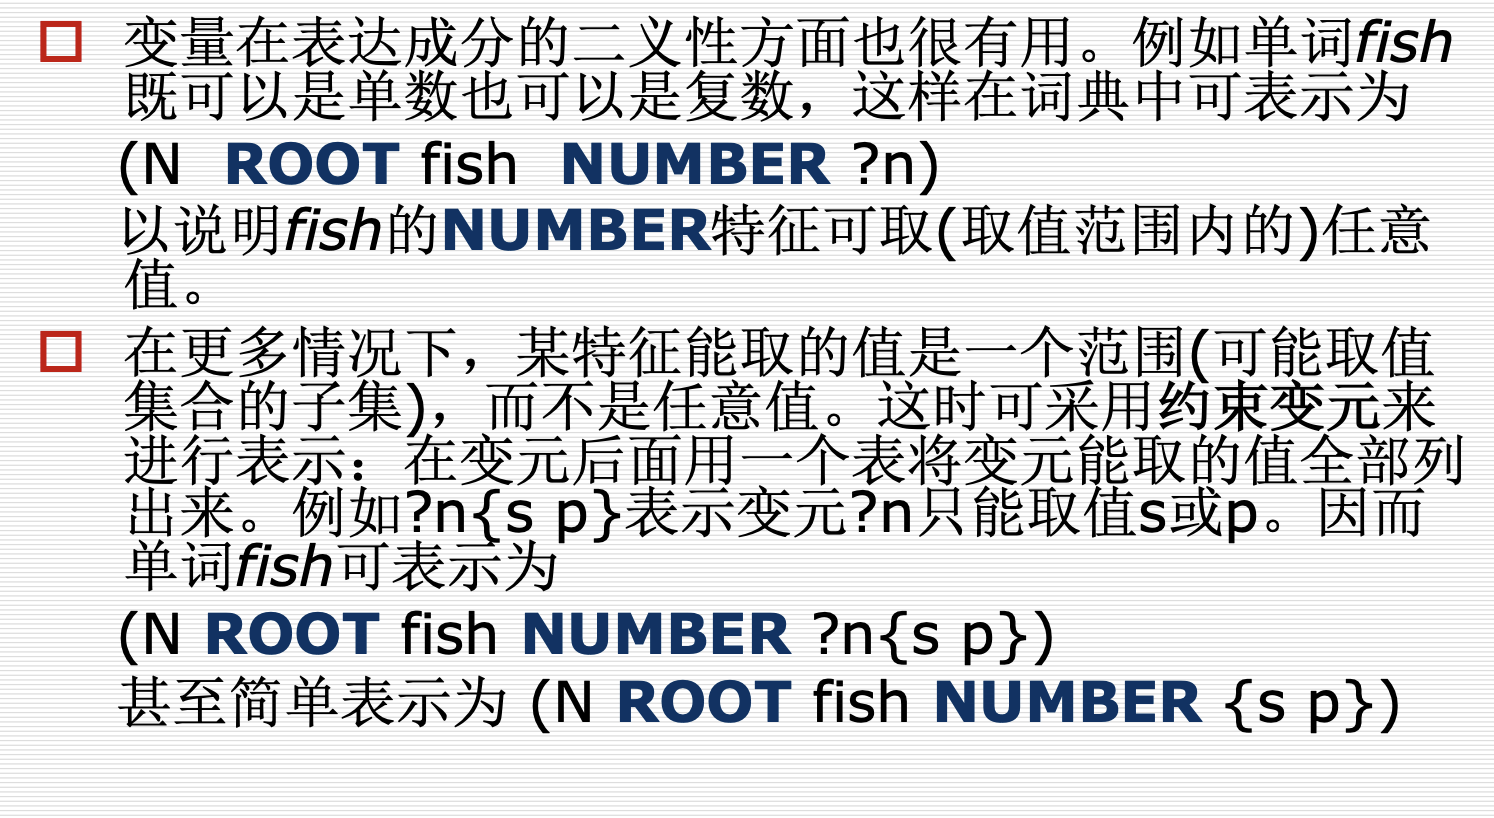 变量在表达成分的二义性方面也很有用。例如单词fish
既可以是单数也可以是复数，这样在词典中可表示为
(N ROOT fish NUMBER ?n)
以说明fish的NUMBER特征可取(取值范围内的)任意
值。
在更多情况下，某特征能取的值是一个范围(可能取值
集合的子集)，而不是任意值。这时可采用约束变元来
进行表示：在变元后面用一个表将变元能取的值全部列
出来。例如?n{s p}表示变元?n只能取值s或p。因而
单词fish可表示为
(N ROOT fish NUMBER ?n{s p})
甚至简单表示为 (N ROOT fish NUMBER {s p})